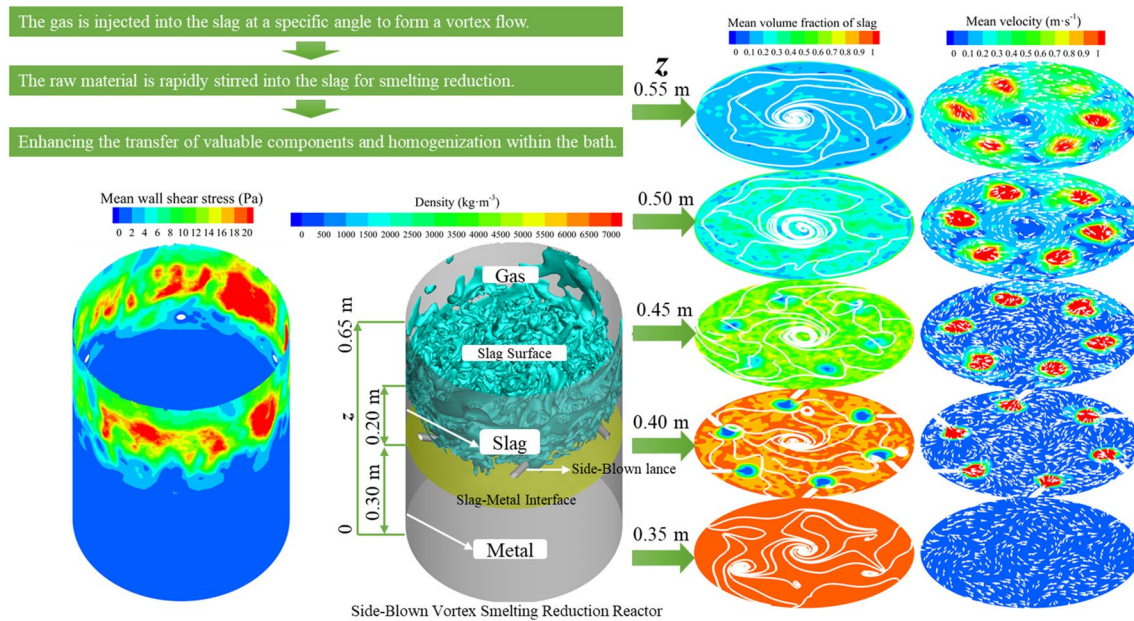 The gas is injected into the slag at a specific angle to form a vortex flow.
The raw material is rapidly stirred into the slag for smelting reduction.
Enhancing the transfer of valuable components and homogenization within the bath.
Mean wall shear stress (Pa)
0 2 4 6 8 10 12 14 16 18 20
Density (kg·m⁻³)
0 500 1000 1500 2000 2500 3000 3500 4000 4500 5000 5500 6000 6500 7000
Gas
Slag Surface
Slag
Side-Blown lance
Slag-Metal Interface
Metal
0.65 m
z
0.20 m
0.30 m
0
Side-Blown Vortex Smelting Reduction Reactor
Mean volume fraction of slag
0 0.1 0.2 0.3 0.4 0.5 0.6 0.7 0.8 0.9 1
Mean velocity (m·s⁻¹)
0 0.1 0.2 0.3 0.4 0.5 0.6 0.7 0.8 0.9 1
z
0.55 m
0.50 m
0.45 m
0.40 m
0.35 m